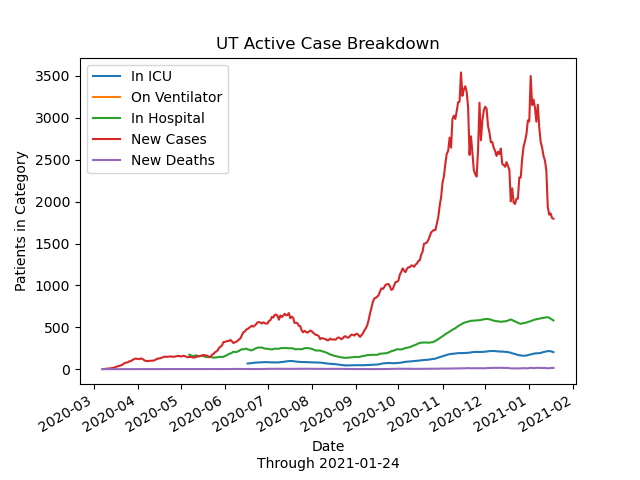 UT Active Case Breakdown
In ICU
On Ventilator
In Hospital
New Cases
New Deaths
Patients in Category
3500
3000
2500
2000
1500
1000
500
0
2020-03
2020-04
2020-05
2020-06
2020-07
2020-08
2020-09
2020-10
2020-11
2020-12
2021-01
2021-02
Date
Through 2021-01-24